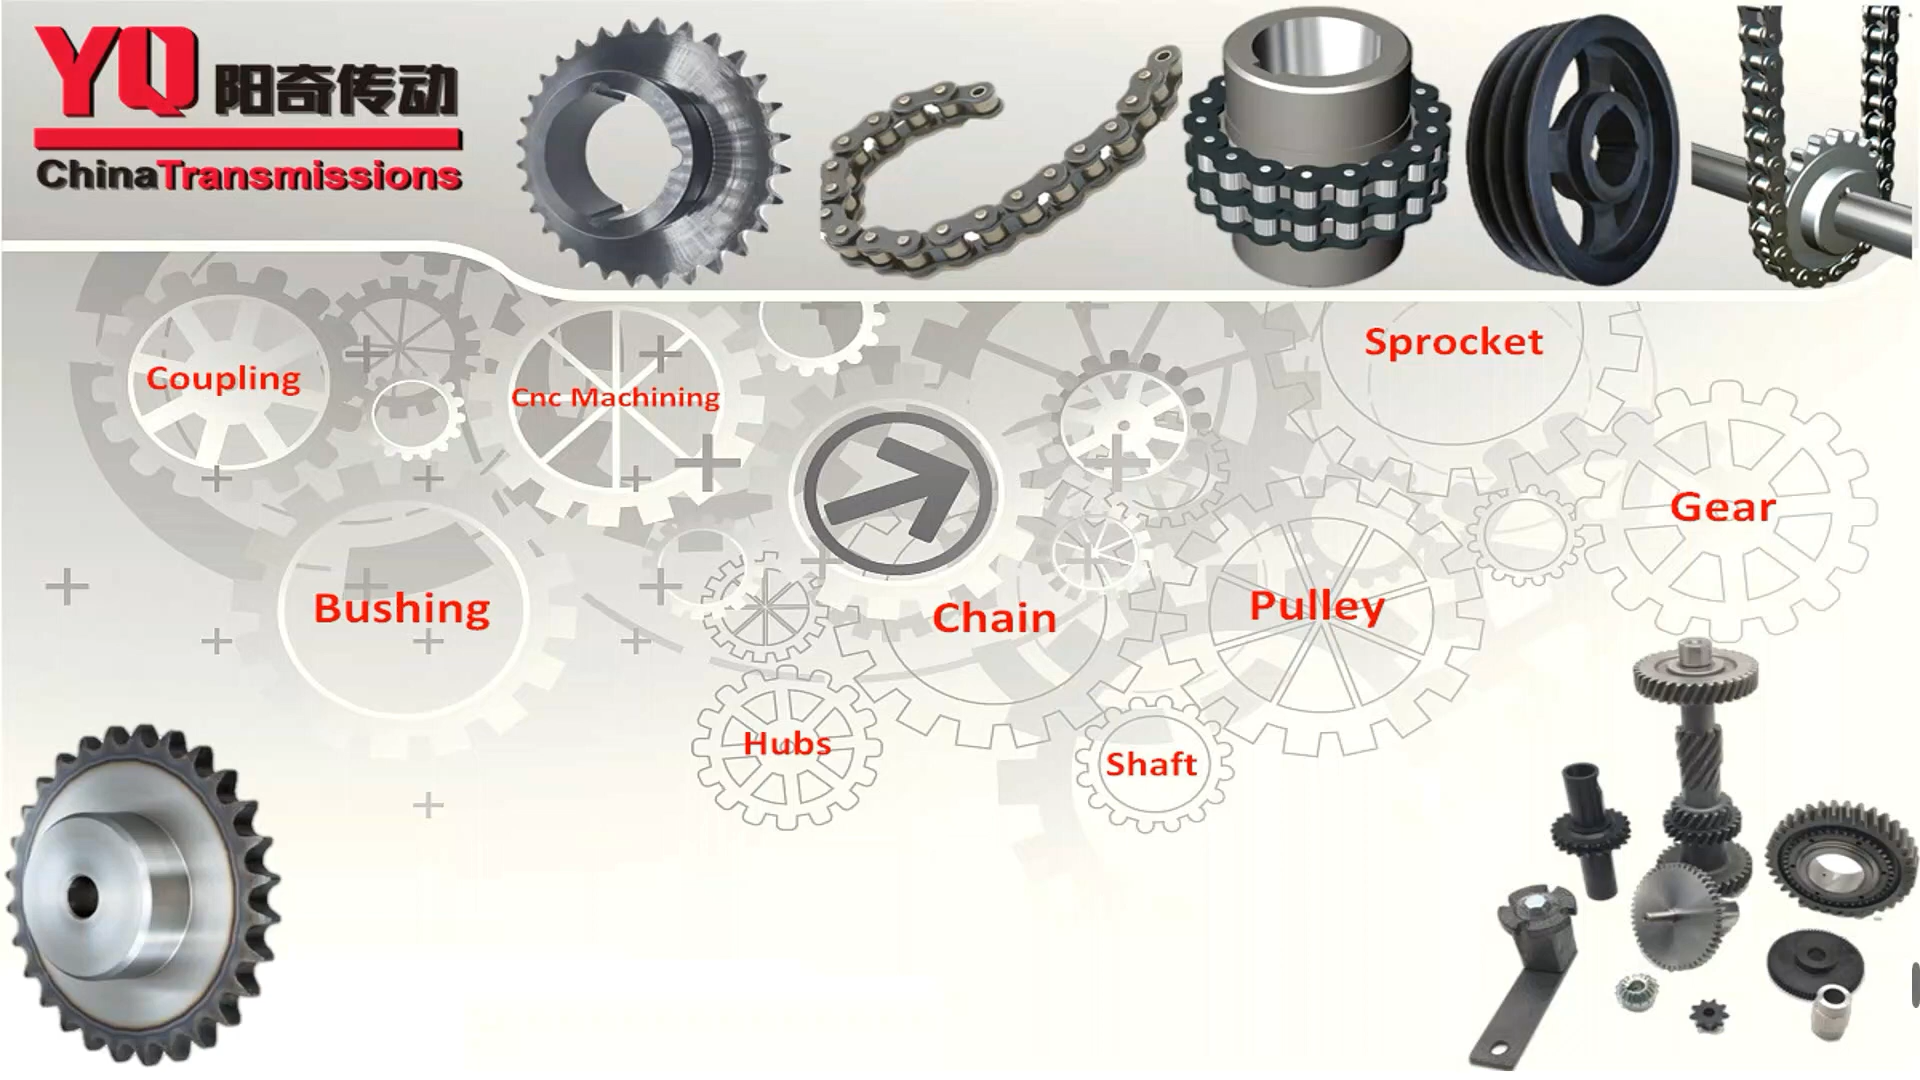 YQ 阳奇传动
ChinaTransmissions
Sprocket
Coupling
Cnc Machining
Gear
Bushing
Chain
Pulley
Hubs
Shaft